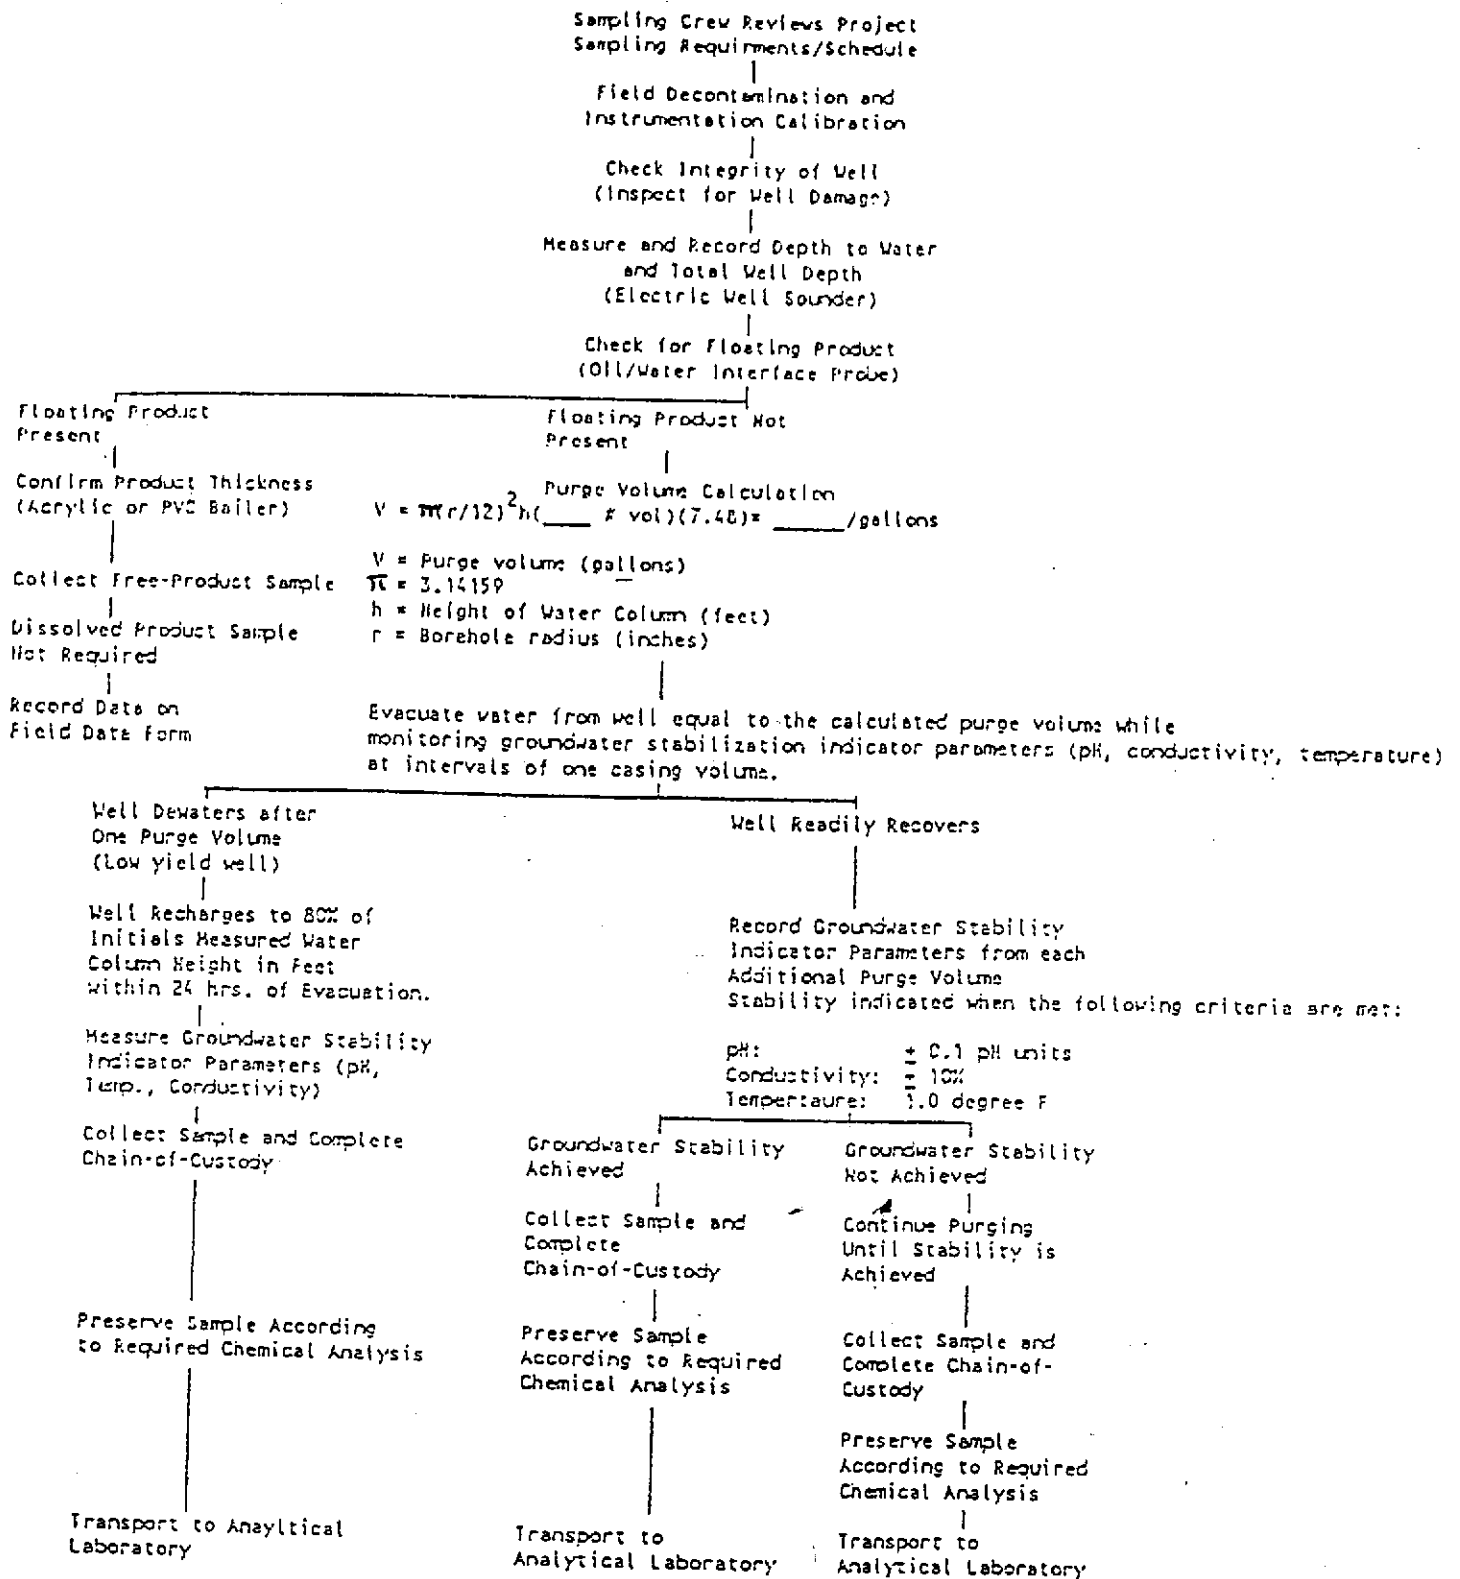 Sampling Crew Reviews Project
Sampling Requirments/Schedule
Field Decontamination and
Instrumentation Calibration
Check Integrity of Well
(Inspect for Well Damage)
Measure and Record Depth to Water
and Total Well Depth
(Electric Well Sounder)
Check for Floating Product
(Oil/Water Interface Probe)
Floating Product
Present
Confirm Product Thickness
(Acrylic or PVC Bailer)
Collect Free-Product Sample
Dissolved Product Sample
Not Required
Record Data on
Field Data Form
Floating Product Not
Present
Purge Volume Calculation
V = π(r/12)²h(____ # vol)(7.48)= ______/gallons
V = Purge volume (gallons)
π = 3.14159
h = Height of Water Column (feet)
r = Borehole radius (inches)
Evacuate water from well equal to the calculated purge volume while
monitoring groundwater stabilization indicator parameters (pH, conductivity, temperature)
at intervals of one casing volume.
Well Dewaters after
One Purge Volume
(Low yield well)
Well Recharges to 80% of
Initials Measured Water
Column Height in Feet
within 24 hrs. of Evacuation.
Measure Groundwater Stability
Indicator Parameters (pH,
Temp., Conductivity)
Collect Sample and Complete
Chain-of-Custody
Preserve Sample According
to Required Chemical Analysis
Transport to Anayltical
Laboratory
Well Readily Recovers
Record Groundwater Stability
Indicator Parameters from each
Additional Purge Volume
Stability indicated when the following criteria are met:
pH: ± 0.1 pH units
Conductivity: ± 10%
Tempertaure: 1.0 degree F
Groundwater Stability
Achieved
Collect Sample and
Complete
Chain-of-Custody
Preserve Sample
According to Required
Chemical Analysis
Transport to
Analytical Laboratory
Groundwater Stability
Not Achieved
Continue Purging
Until Stability is
Achieved
Collect Sample and
Complete Chain-of-
Custody
Preserve Sample
According to Required
Chemical Analysis
Transport to
Analytical Laboratory